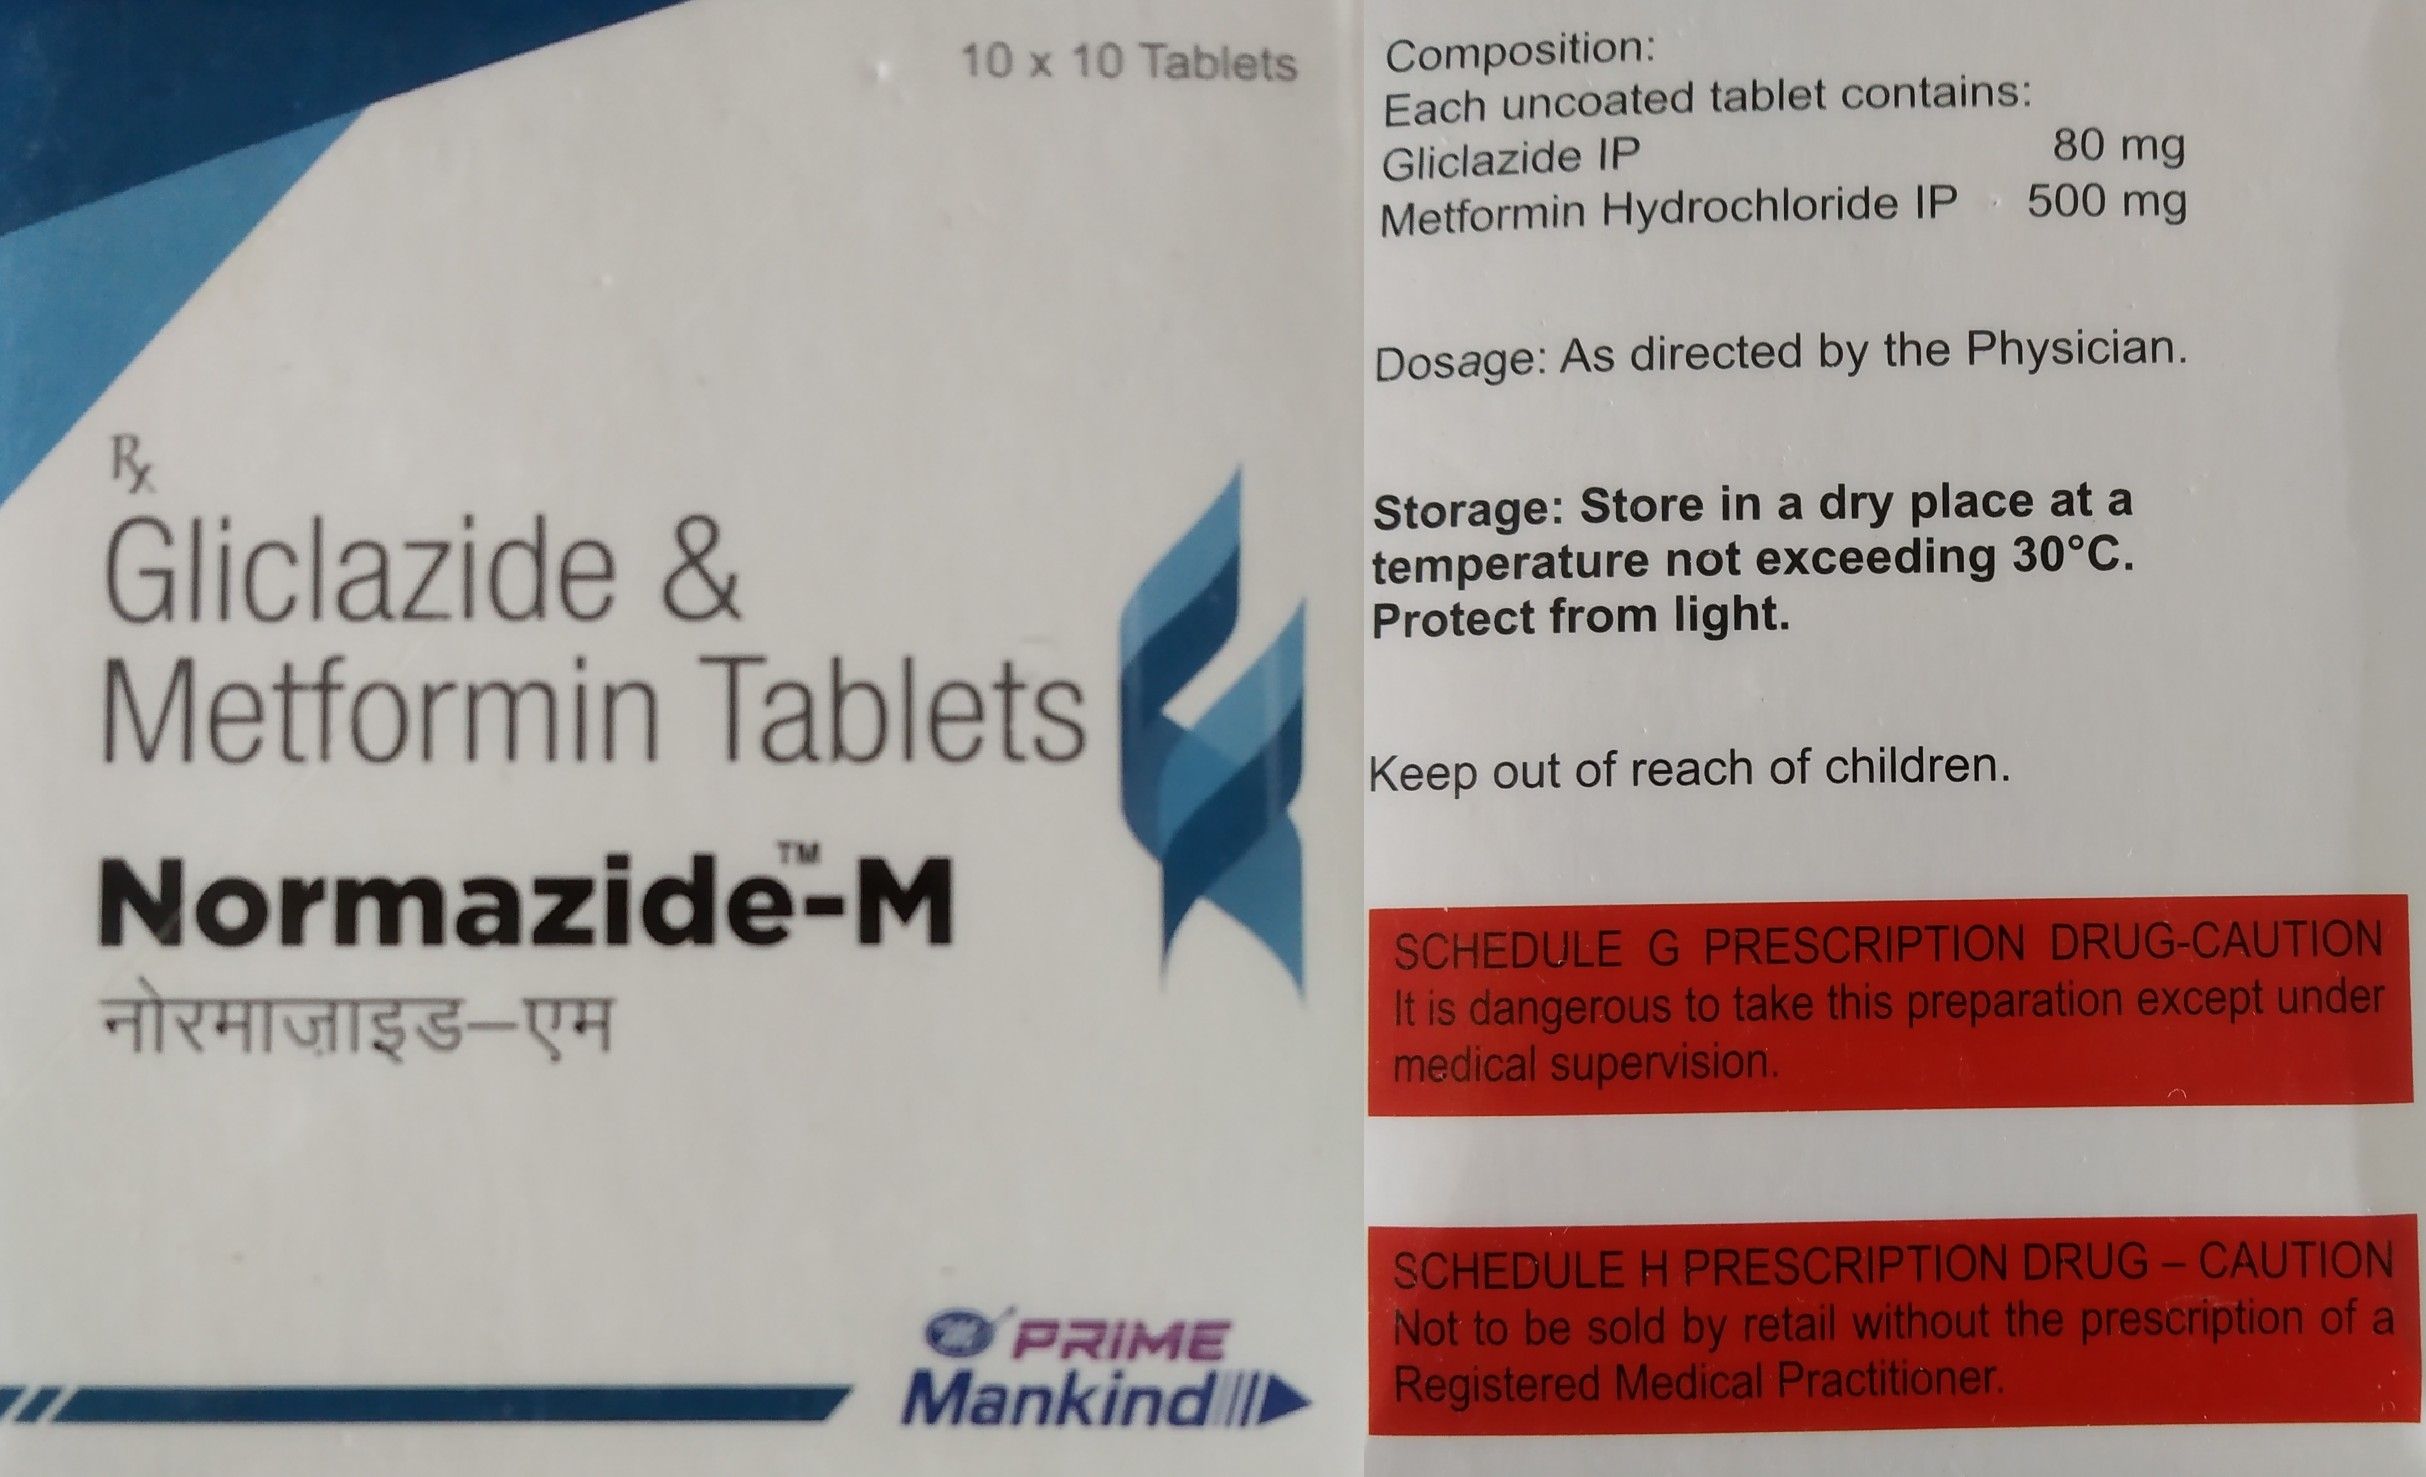 10 x 10 Tablets
Rx
Gliclazide &
Metformin Tablets
Normazide™-M
नोरमाज़ाइड–एम
PRIME
Mankind
Composition:
Each uncoated tablet contains:
Gliclazide IP 80 mg
Metformin Hydrochloride IP 500 mg
Dosage: As directed by the Physician.
Storage: Store in a dry place at a
temperature not exceeding 30°C.
Protect from light.
Keep out of reach of children.
SCHEDULE G PRESCRIPTION DRUG-CAUTION
It is dangerous to take this preparation except under
medical supervision.
SCHEDULE H PRESCRIPTION DRUG – CAUTION
Not to be sold by retail without the prescription of a
Registered Medical Practitioner.